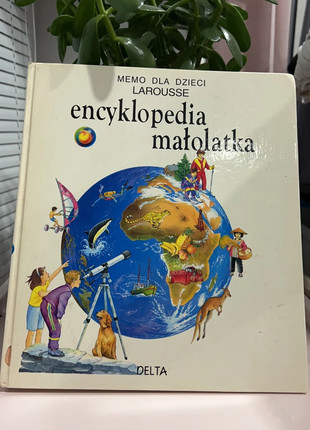 MEMO DLA DZIECI
LAROUSSE
encyklopedia
małolatka
DELTA